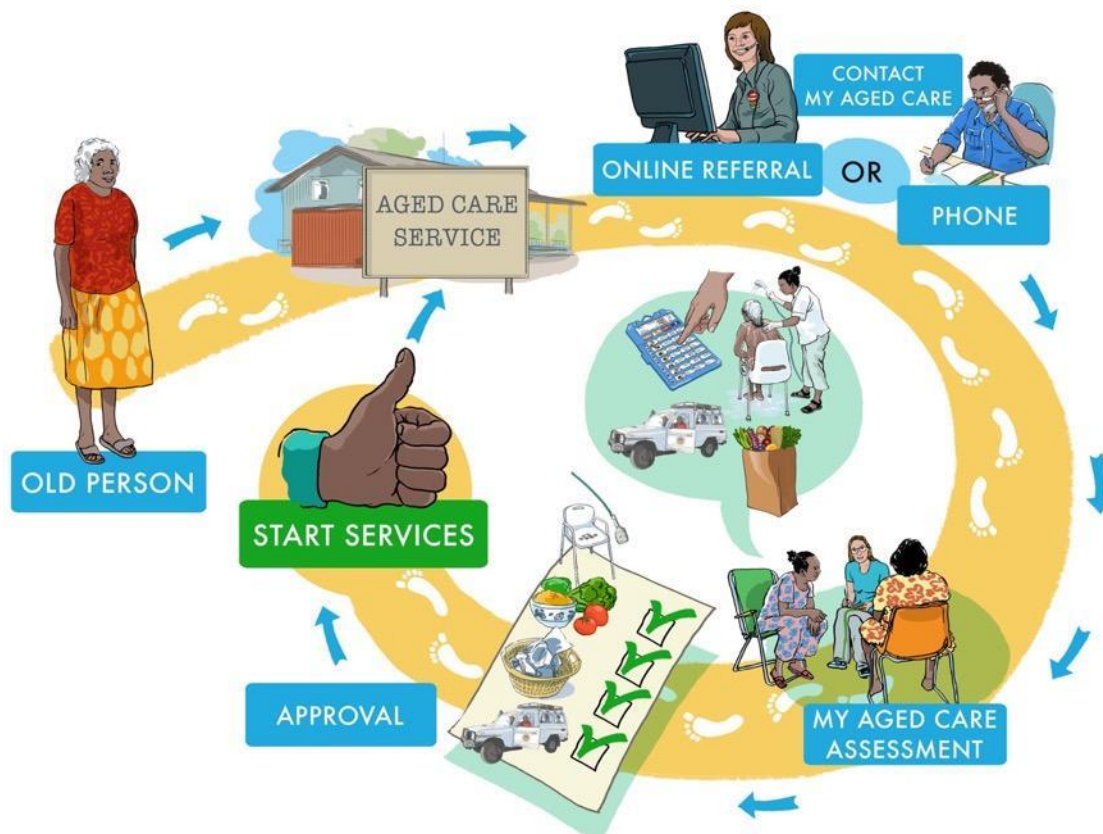 OLD PERSON
AGED CARE
SERVICE
ONLINE REFERRAL
OR
CONTACT
MY AGED CARE
PHONE
MY AGED CARE
ASSESSMENT
APPROVAL
START SERVICES